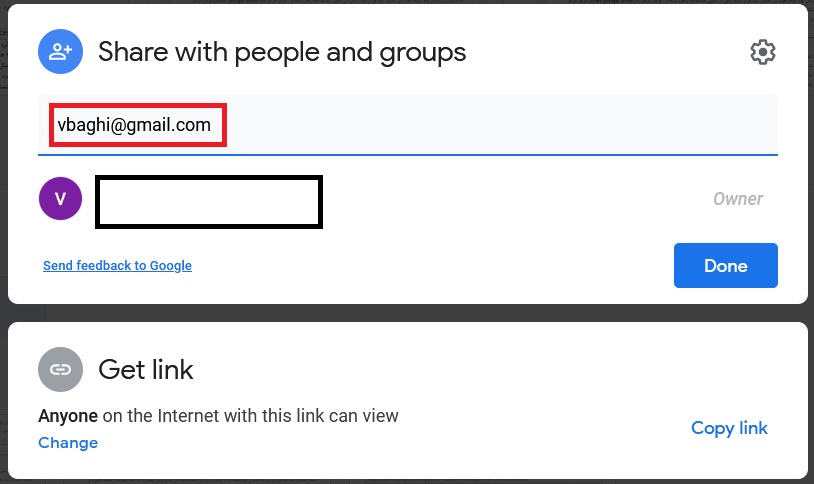 Share with people and groups
vbaghi@gmail.com
V
Owner
Send feedback to Google
Done
Get link
Anyone on the Internet with this link can view
Change
Copy link